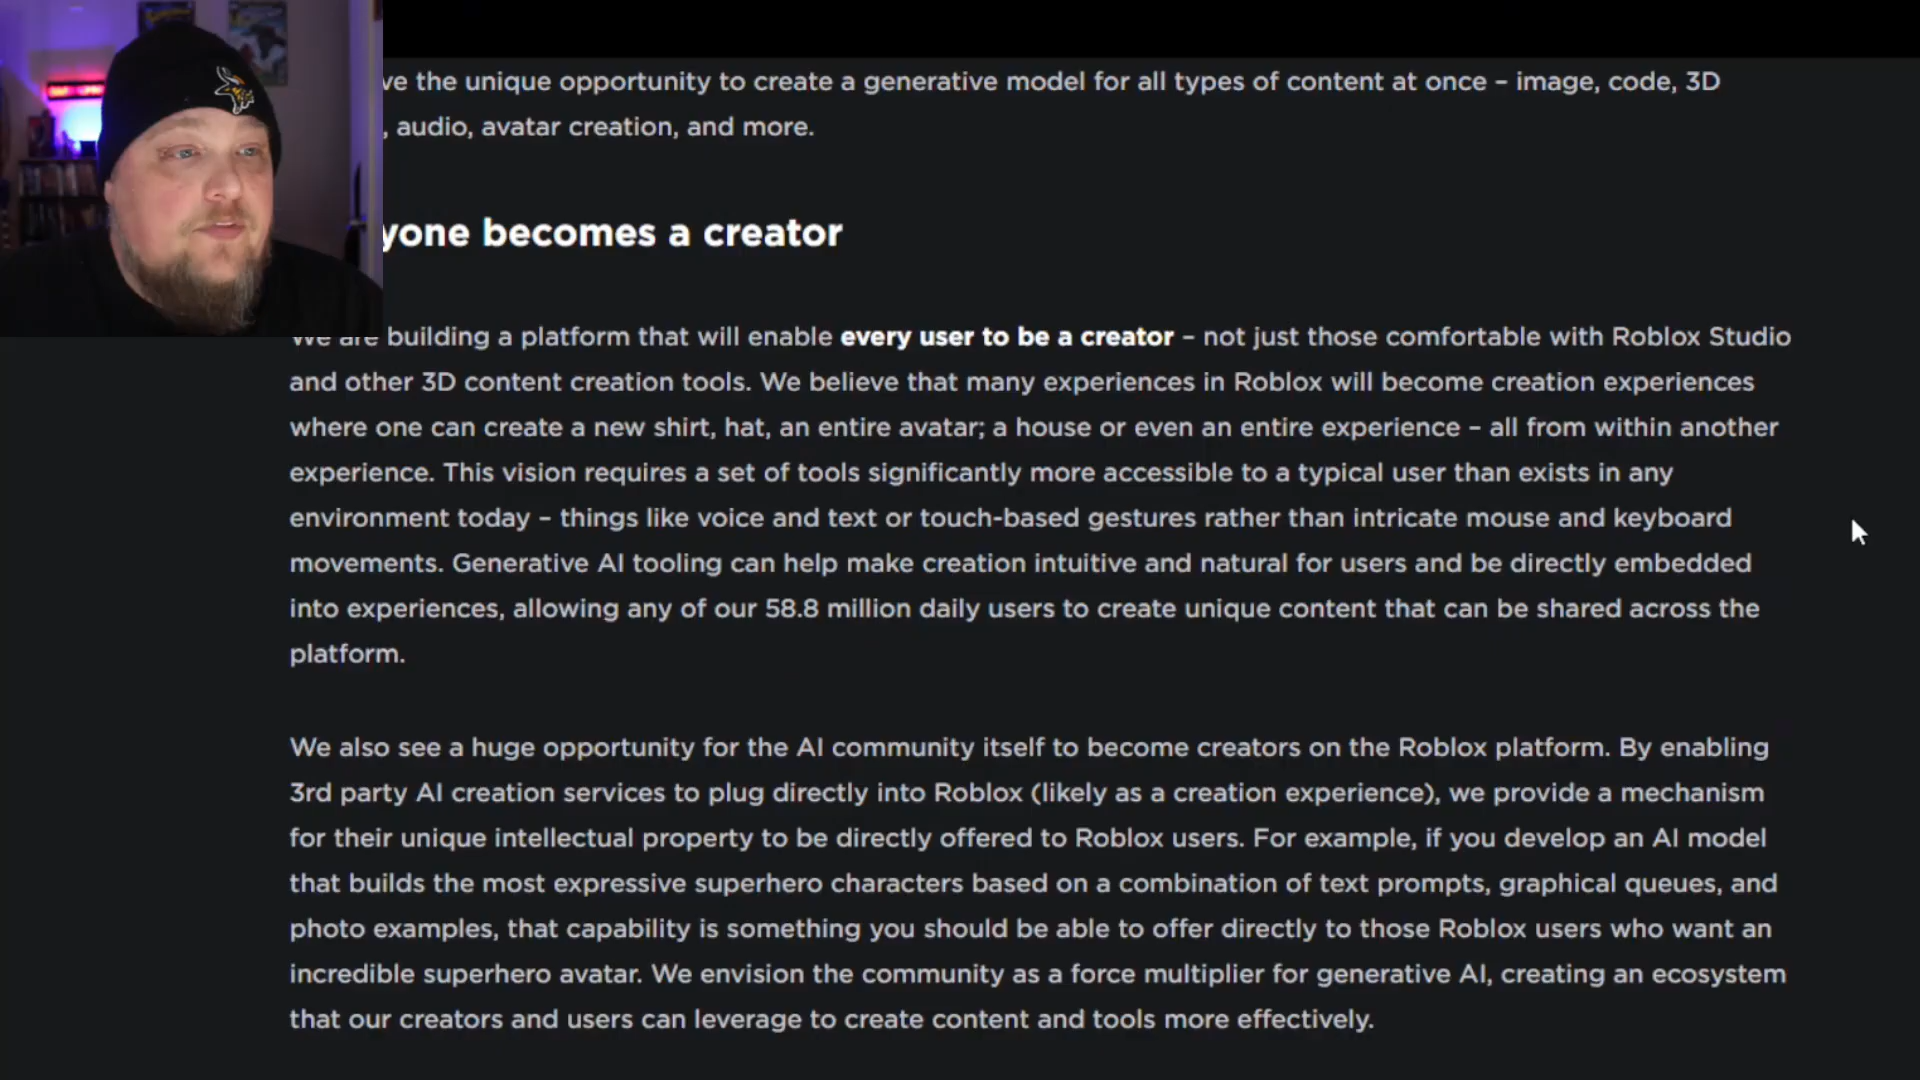 ve the unique opportunity to create a generative model for all types of content at once – image, code, 3D
, audio, avatar creation, and more.
yone becomes a creator
We are building a platform that will enable every user to be a creator – not just those comfortable with Roblox Studio
and other 3D content creation tools. We believe that many experiences in Roblox will become creation experiences
where one can create a new shirt, hat, an entire avatar; a house or even an entire experience – all from within another
experience. This vision requires a set of tools significantly more accessible to a typical user than exists in any
environment today – things like voice and text or touch-based gestures rather than intricate mouse and keyboard
movements. Generative AI tooling can help make creation intuitive and natural for users and be directly embedded
into experiences, allowing any of our 58.8 million daily users to create unique content that can be shared across the
platform.
We also see a huge opportunity for the AI community itself to become creators on the Roblox platform. By enabling
3rd party AI creation services to plug directly into Roblox (likely as a creation experience), we provide a mechanism
for their unique intellectual property to be directly offered to Roblox users. For example, if you develop an AI model
that builds the most expressive superhero characters based on a combination of text prompts, graphical queues, and
photo examples, that capability is something you should be able to offer directly to those Roblox users who want an
incredible superhero avatar. We envision the community as a force multiplier for generative AI, creating an ecosystem
that our creators and users can leverage to create content and tools more effectively.